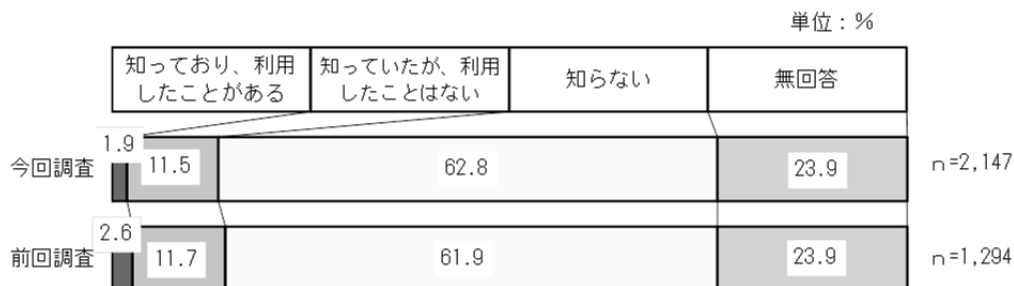 単位：％
知っており、利用
したことがある
知っていたが、利用
したことはない
知らない
無回答
今回調査 1.9 11.5 62.8 23.9 n=2,147
前回調査 2.6 11.7 61.9 23.9 n=1,294